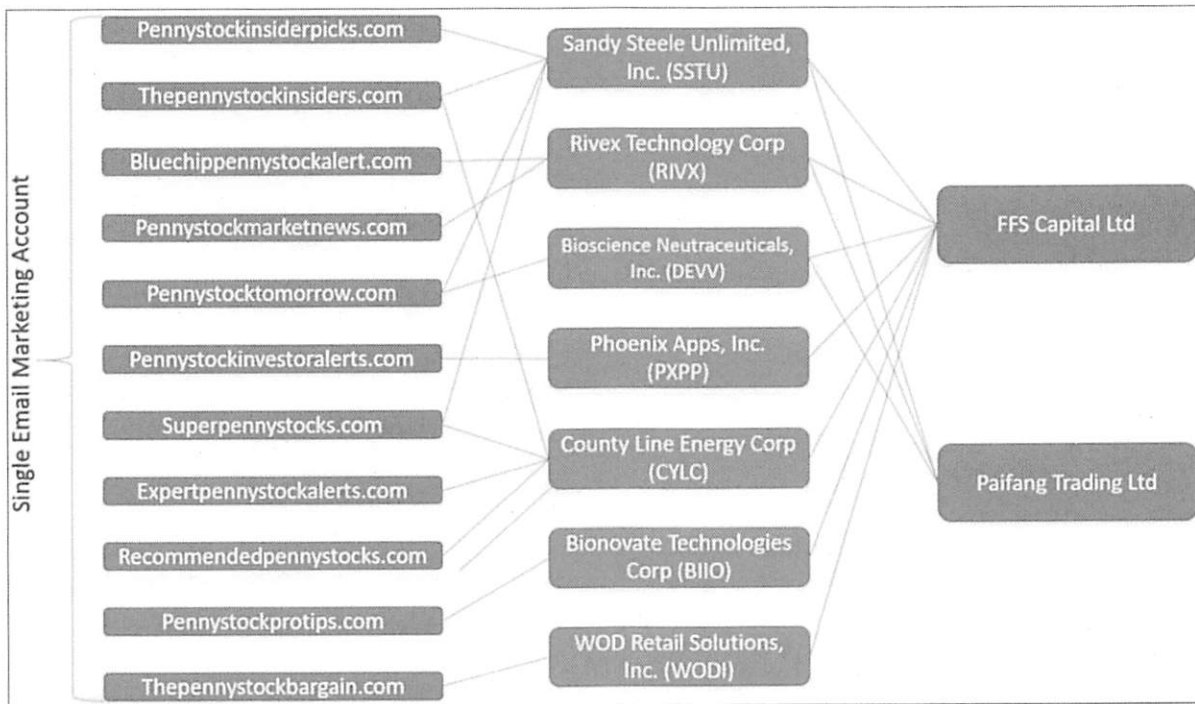 Single Email Marketing Account
Pennystockinsiderpicks.com
Thepennystockinsiders.com
Bluechippennystockalert.com
Pennystockmarketnews.com
Pennystocktomorrow.com
Pennystockinvestoralerts.com
Superpennystocks.com
Expertpennystockalerts.com
Recommendedpennystocks.com
Pennystockprotips.com
Thepennystockbargain.com
Sandy Steele Unlimited,
Inc. (SSTU)
Rivex Technology Corp
(RIVX)
Bioscience Neutraceuticals,
Inc. (DEVV)
Phoenix Apps, Inc.
(PXPP)
County Line Energy Corp
(CYLC)
Bionovate Technologies
Corp (BIIO)
WOD Retail Solutions,
Inc. (WODI)
FFS Capital Ltd
Paifang Trading Ltd